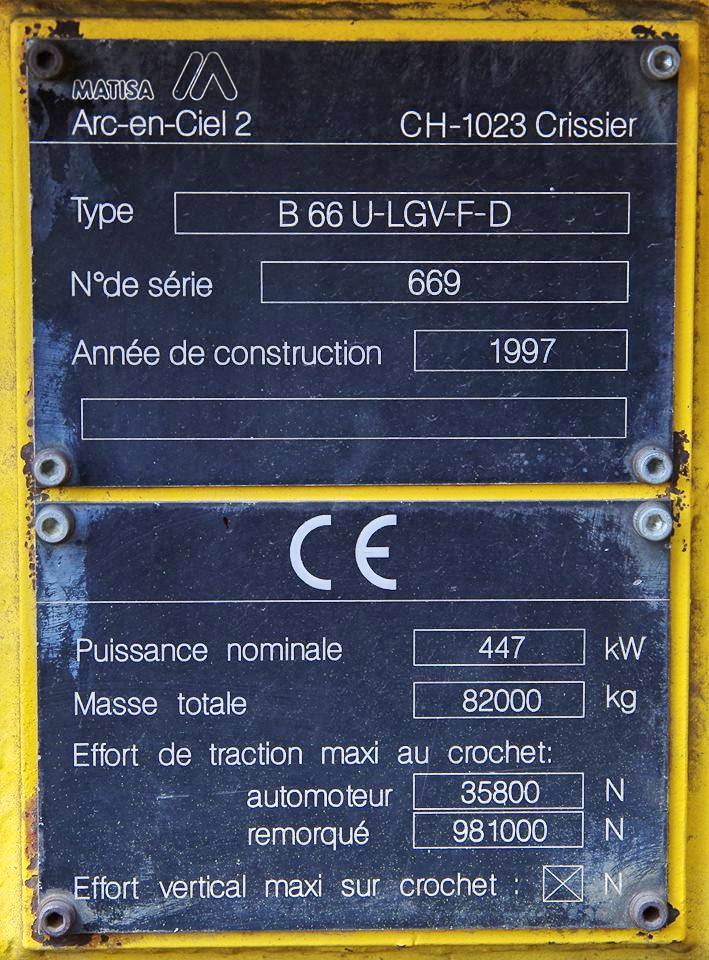 MATISA
Arc-en-Ciel 2 CH-1023 Crissier
Type B 66 U-LGV-F-D
N°de série 669
Année de construction 1997
CE
Puissance nominale 447 kW
Masse totale 82000 kg
Effort de traction maxi au crochet:
automoteur 35800 N
remorqué 981000 N
Effort vertical maxi sur crochet : N